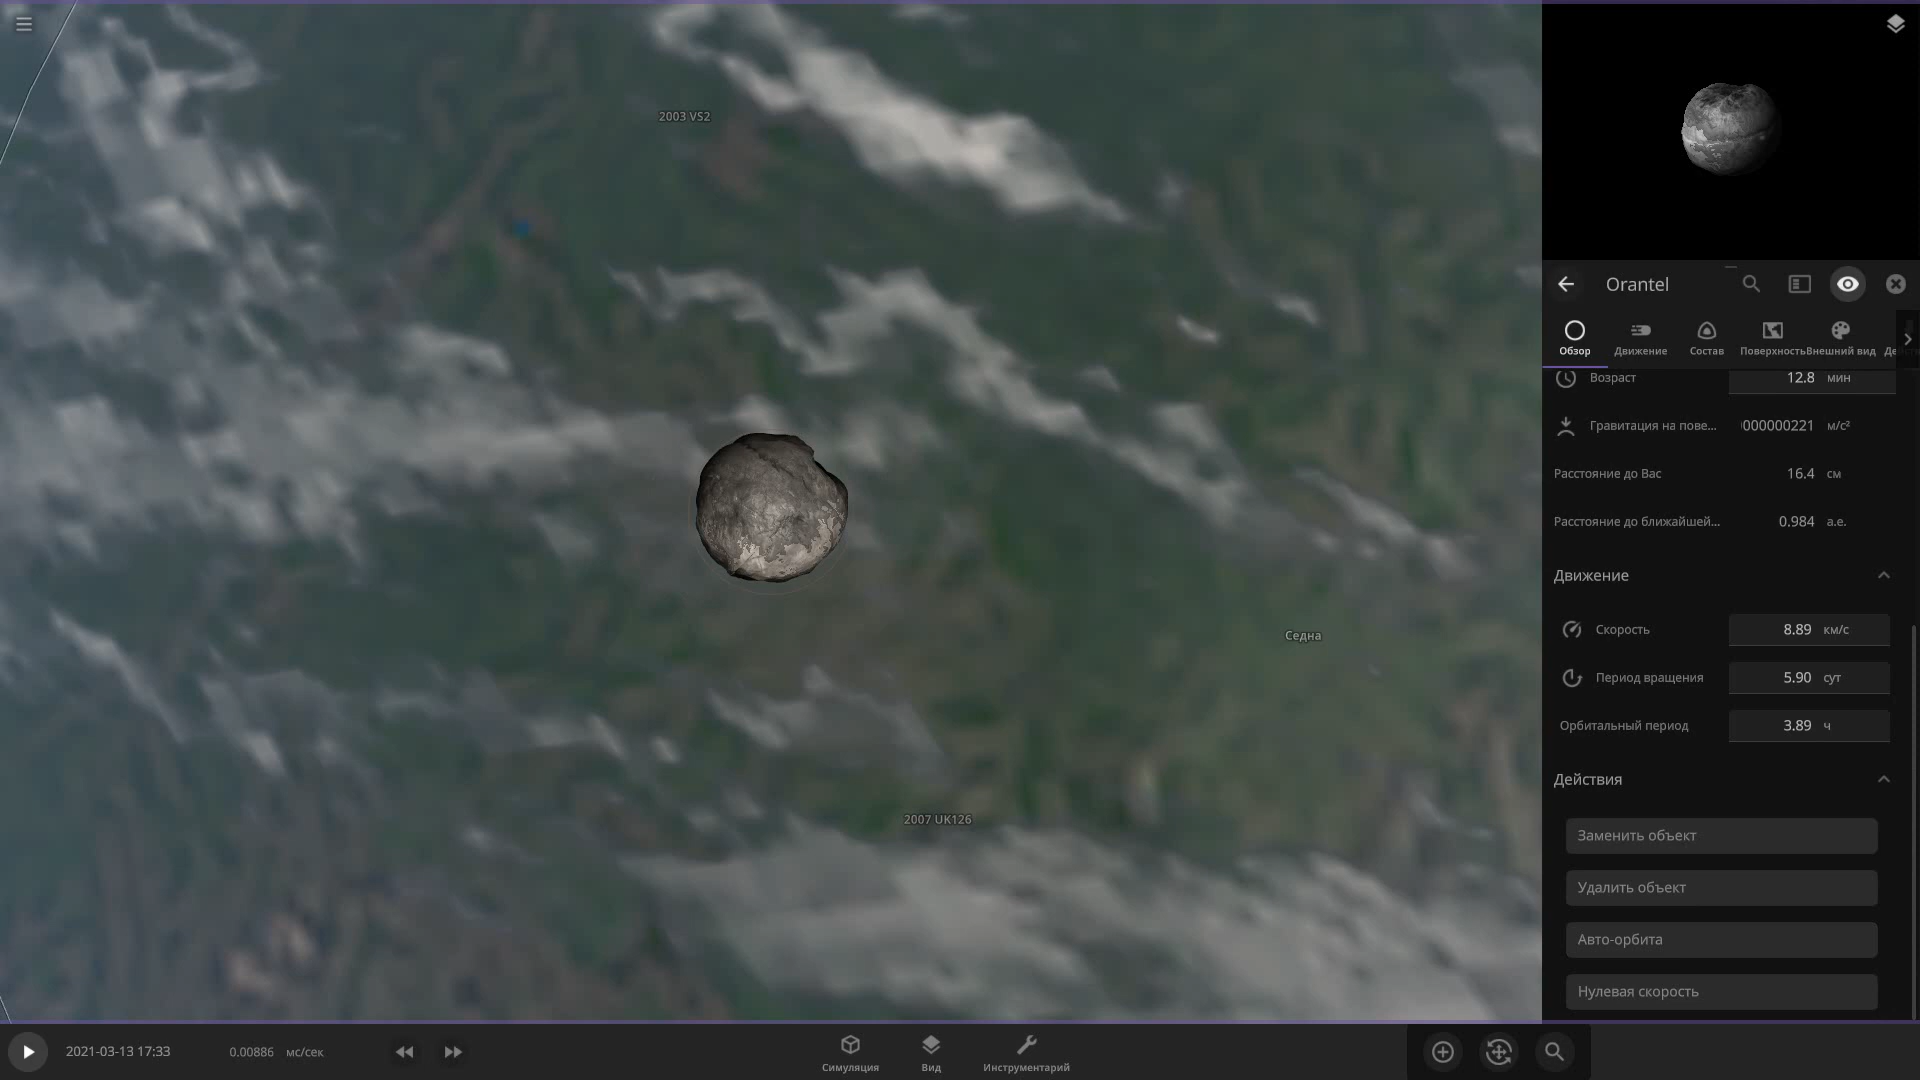 2003 VS2
Седна
2007 UK126
Orantel
Обзор
Движение
Состав
Поверхность
Внешний вид
Возраст 12.8 мин
Гравитация на пове... 000000221 м/с²
Расстояние до Вас 16.4 см
Расстояние до ближайшей... 0.984 а.е.
Движение
Скорость 8.89 км/с
Период вращения 5.90 сут
Орбитальный период 3.89 ч
Действия
Заменить объект
Удалить объект
Авто-орбита
Нулевая скорость
2021-03-13 17:33
0.00886 мс/сек
Симуляция
Вид
Инструментарий